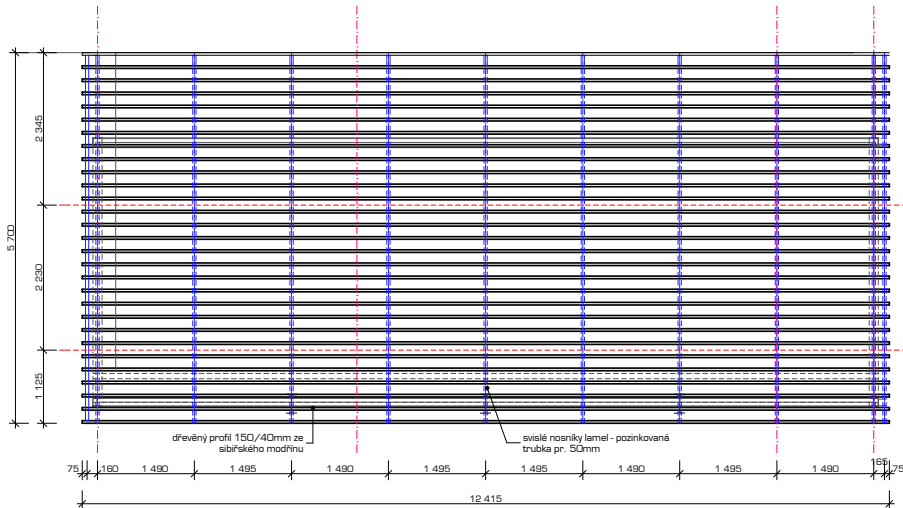 2 345
5 700
2 230
1 125
dřevěný profil 150/40mm ze
sibiřského modřínu
svislé nosníky lamel - pozinkovaná
trubka pr. 50mm
75 160 1 490 1 495 1 490 1 495 1 495 1 490 1 495 1 490 165 75
12 415